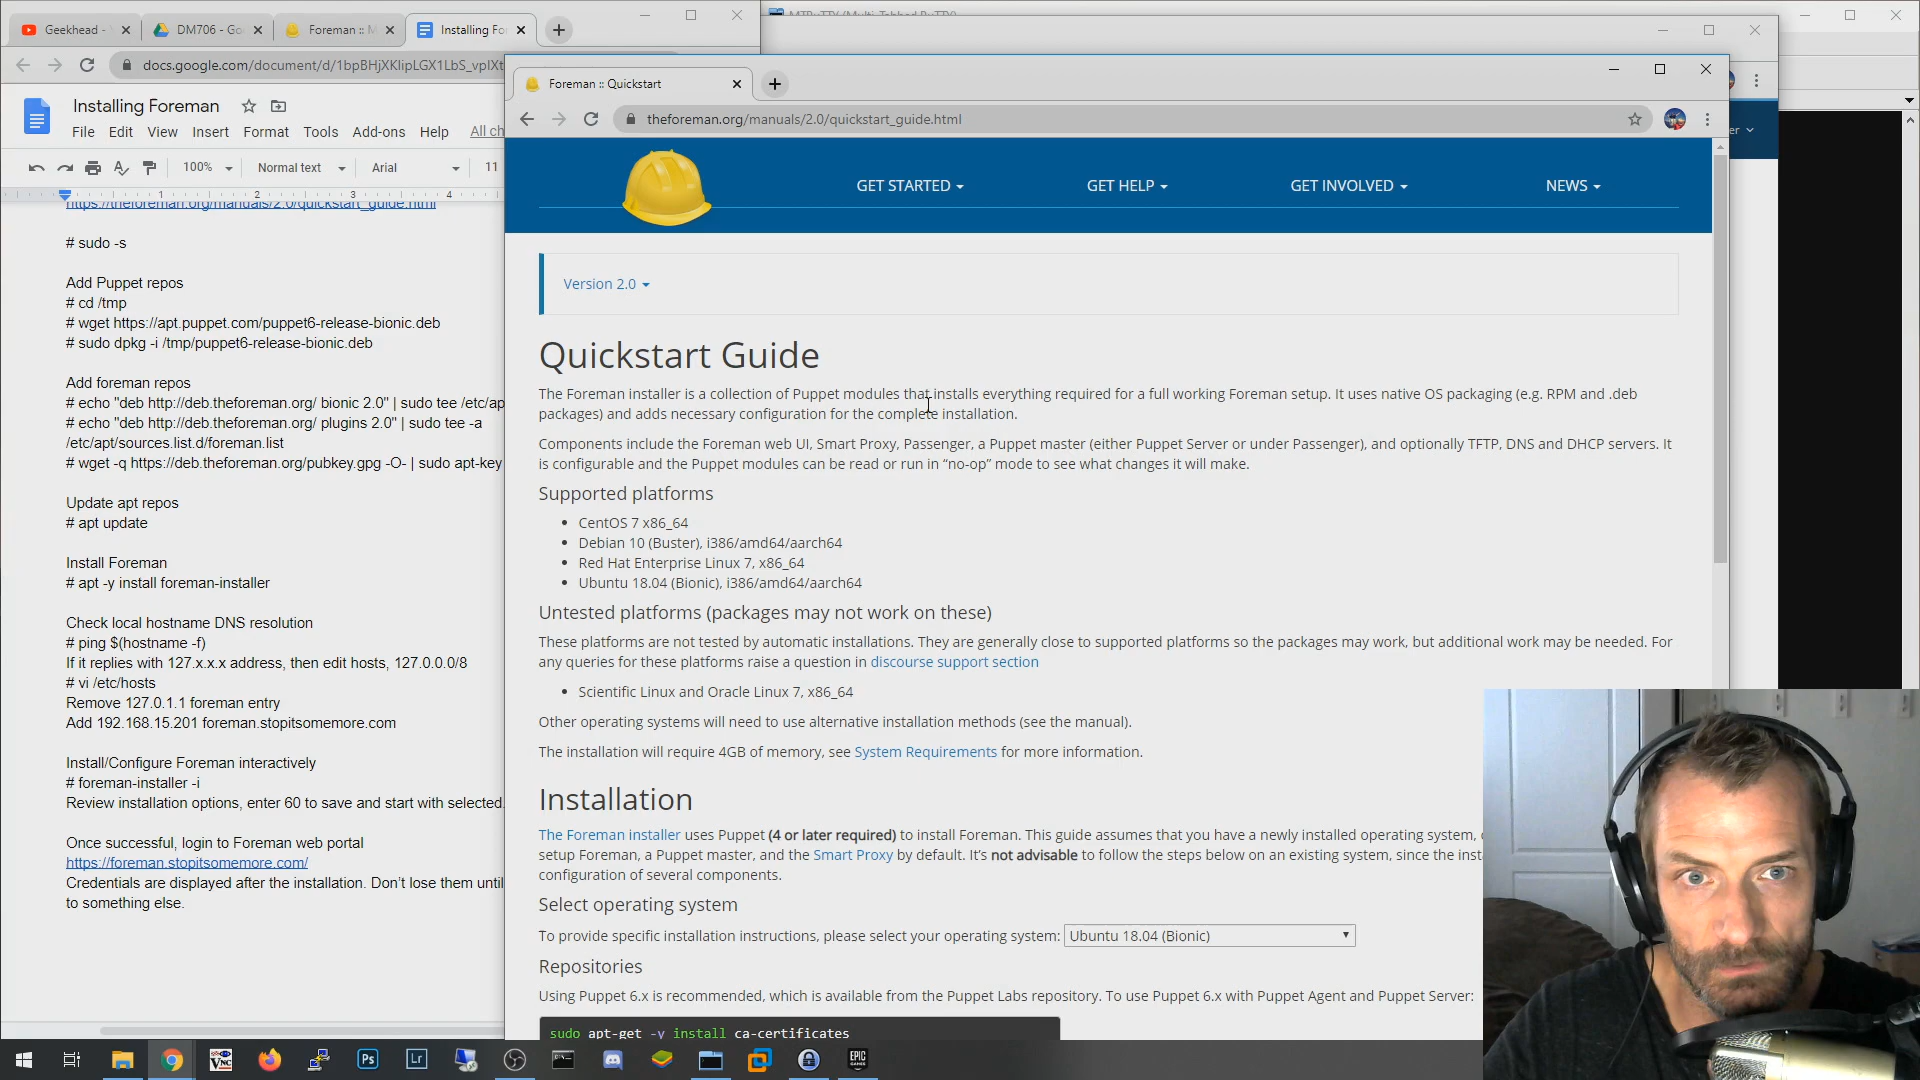 Geekhead -
DM706 - Go
Foreman :: M
Installing Fo
docs.google.com/document/d/1bpBHjXKlipLGX1LbS_vpIXt
Installing Foreman
File Edit View Insert Format Tools Add-ons Help All ch
100% Normal text Arial 11
1 2 3 4
https://theforeman.org/manuals/2.0/quickstart_guide.html
# sudo -s
Add Puppet repos
# cd /tmp
# wget https://apt.puppet.com/puppet6-release-bionic.deb
# sudo dpkg -i /tmp/puppet6-release-bionic.deb
Add foreman repos
# echo "deb http://deb.theforeman.org/ bionic 2.0" | sudo tee /etc/ap
# echo "deb http://deb.theforeman.org/ plugins 2.0" | sudo tee -a
/etc/apt/sources.list.d/foreman.list
# wget -q https://deb.theforeman.org/pubkey.gpg -O- | sudo apt-key
Update apt repos
# apt update
Install Foreman
# apt -y install foreman-installer
Check local hostname DNS resolution
# ping $(hostname -f)
If it replies with 127.x.x.x address, then edit hosts, 127.0.0.0/8
# vi /etc/hosts
Remove 127.0.1.1 foreman entry
Add 192.168.15.201 foreman.stopitsomemore.com
Install/Configure Foreman interactively
# foreman-installer -i
Review installation options, enter 60 to save and start with selected.
Once successful, login to Foreman web portal
https://foreman.stopitsomemore.com/
Credentials are displayed after the installation. Don't lose them until
to something else.
MTPuTTY (Multi-Tabbed PuTTY)
er
Foreman :: Quickstart
theforeman.org/manuals/2.0/quickstart_guide.html
GET STARTED GET HELP GET INVOLVED NEWS
Version 2.0
Quickstart Guide
The Foreman installer is a collection of Puppet modules that installs everything required for a full working Foreman setup. It uses native OS packaging (e.g. RPM and .deb
packages) and adds necessary configuration for the complete installation.
Components include the Foreman web UI, Smart Proxy, Passenger, a Puppet master (either Puppet Server or under Passenger), and optionally TFTP, DNS and DHCP servers. It
is configurable and the Puppet modules can be read or run in “no-op” mode to see what changes it will make.
Supported platforms
• CentOS 7 x86_64
• Debian 10 (Buster), i386/amd64/aarch64
• Red Hat Enterprise Linux 7, x86_64
• Ubuntu 18.04 (Bionic), i386/amd64/aarch64
Untested platforms (packages may not work on these)
These platforms are not tested by automatic installations. They are generally close to supported platforms so the packages may work, but additional work may be needed. For
any queries for these platforms raise a question in discourse support section
• Scientific Linux and Oracle Linux 7, x86_64
Other operating systems will need to use alternative installation methods (see the manual).
The installation will require 4GB of memory, see System Requirements for more information.
Installation
The Foreman installer uses Puppet (4 or later required) to install Foreman. This guide assumes that you have a newly installed operating system,
setup Foreman, a Puppet master, and the Smart Proxy by default. It’s not advisable to follow the steps below on an existing system, since the inst
configuration of several components.
Select operating system
To provide specific installation instructions, please select your operating system: Ubuntu 18.04 (Bionic)
Repositories
Using Puppet 6.x is recommended, which is available from the Puppet Labs repository. To use Puppet 6.x with Puppet Agent and Puppet Server:
sudo apt-get -y install ca-certificates
VNC
Ps
Lr
EPIC
GAMES